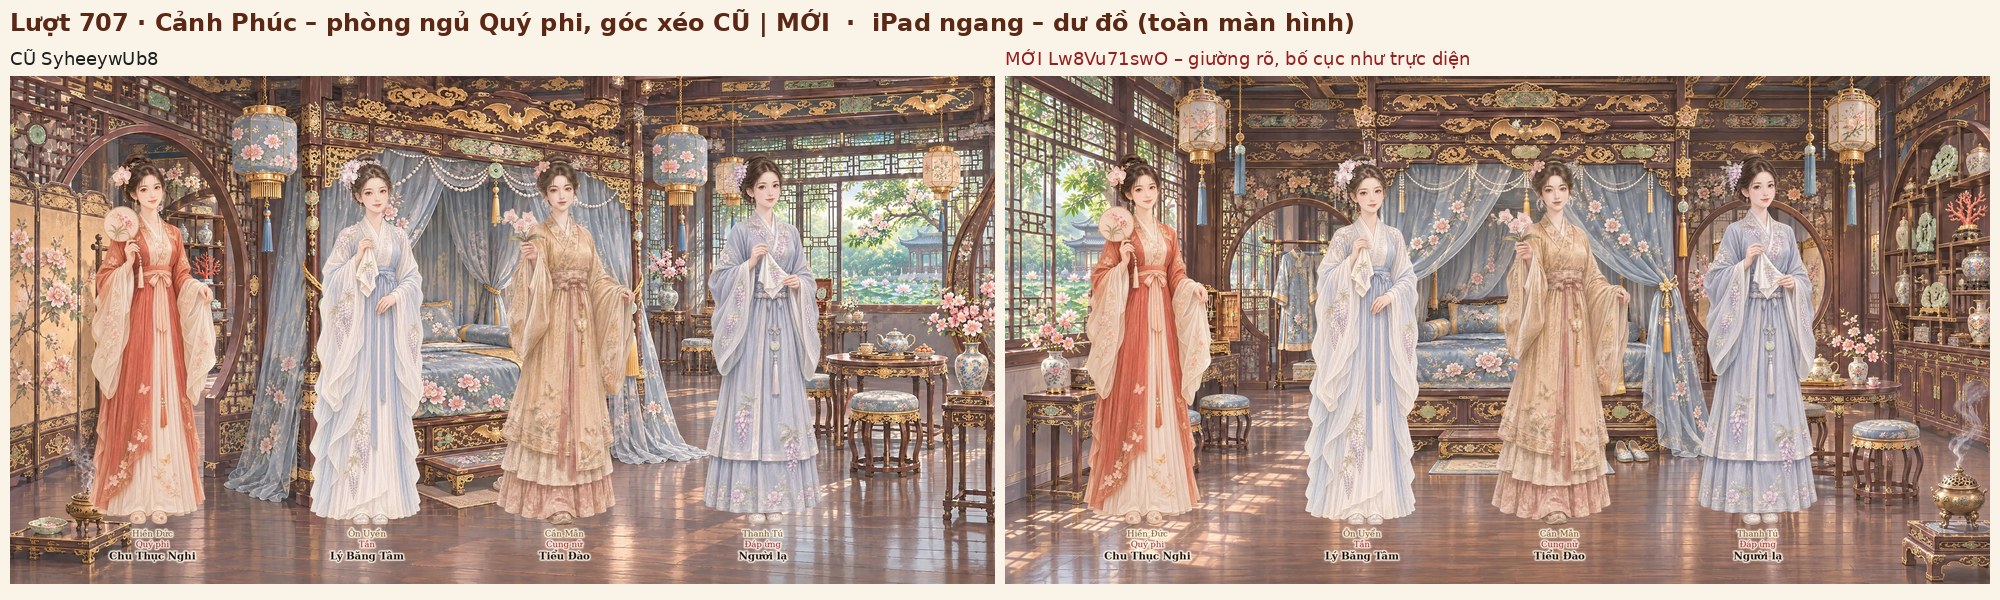 Lượt 707 · Cảnh Phúc – phòng ngủ Quý phi, góc xéo CŨ | MỚI · iPad ngang – dư đồ (toàn màn hình)
CŨ SyheeywUb8
MỚI Lw8Vu71swO – giường rõ, bố cục như trực diện
Hiền Đức
Quý phi
Chu Thục Nghi
Ôn Uyển
Tần
Lý Băng Tâm
Cần Mẫn
Cung nữ
Tiểu Đào
Thanh Tú
Đáp ứng
Người lạ
Hiền Đức
Quý phi
Chu Thục Nghi
Ôn Uyển
Tần
Lý Băng Tâm
Cần Mẫn
Cung nữ
Tiểu Đào
Thanh Tú
Đáp ứng
Người lạ